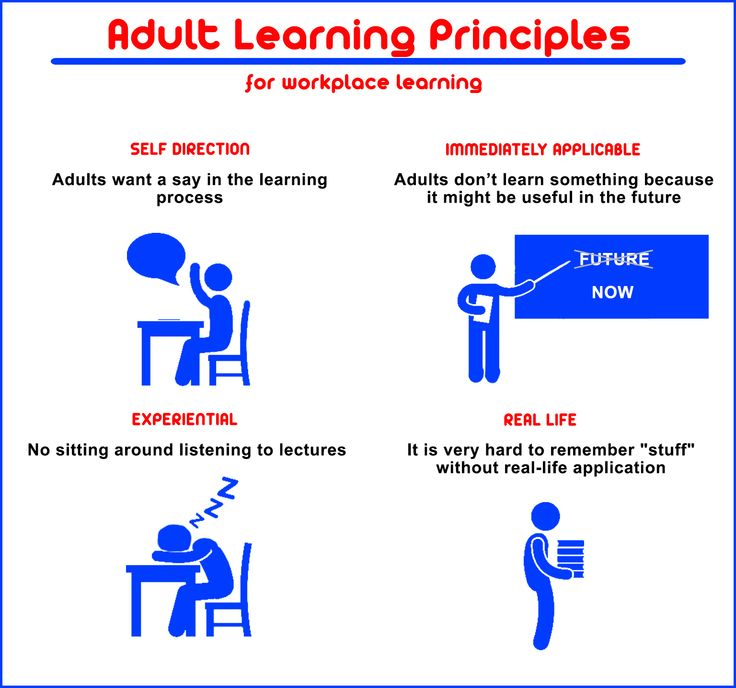 Adult Learning Principles
for workplace learning
SELF DIRECTION
Adults want a say in the learning
process
IMMEDIATELY APPLICABLE
Adults don’t learn something because
it might be useful in the future
FUTURE
NOW
EXPERIENTIAL
No sitting around listening to lectures
Z Z Z Z
REAL LIFE
It is very hard to remember "stuff"
without real-life application